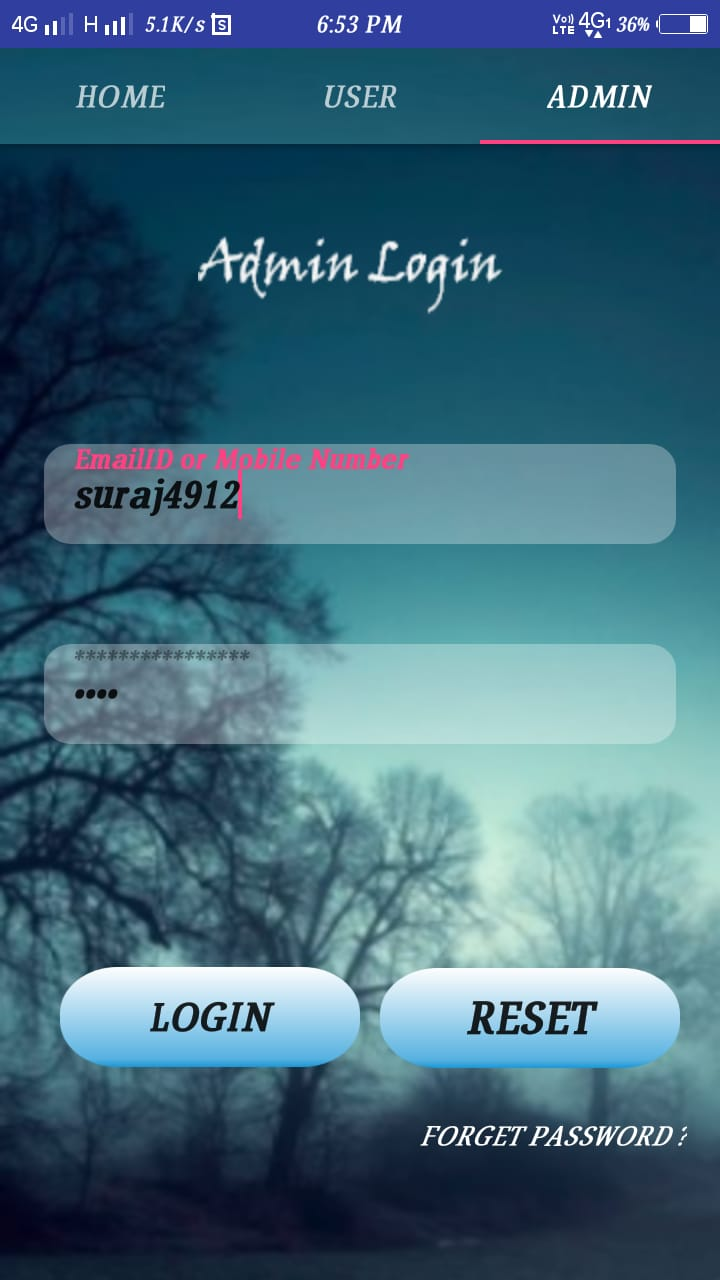 4G H 5.1K/s S 6:53 PM Vo)) LTE 4G1 36%
HOME USER ADMIN
Admin Login
EmailID or Mobile Number
suraj4912
****************
••••
LOGIN RESET
FORGET PASSWORD ?